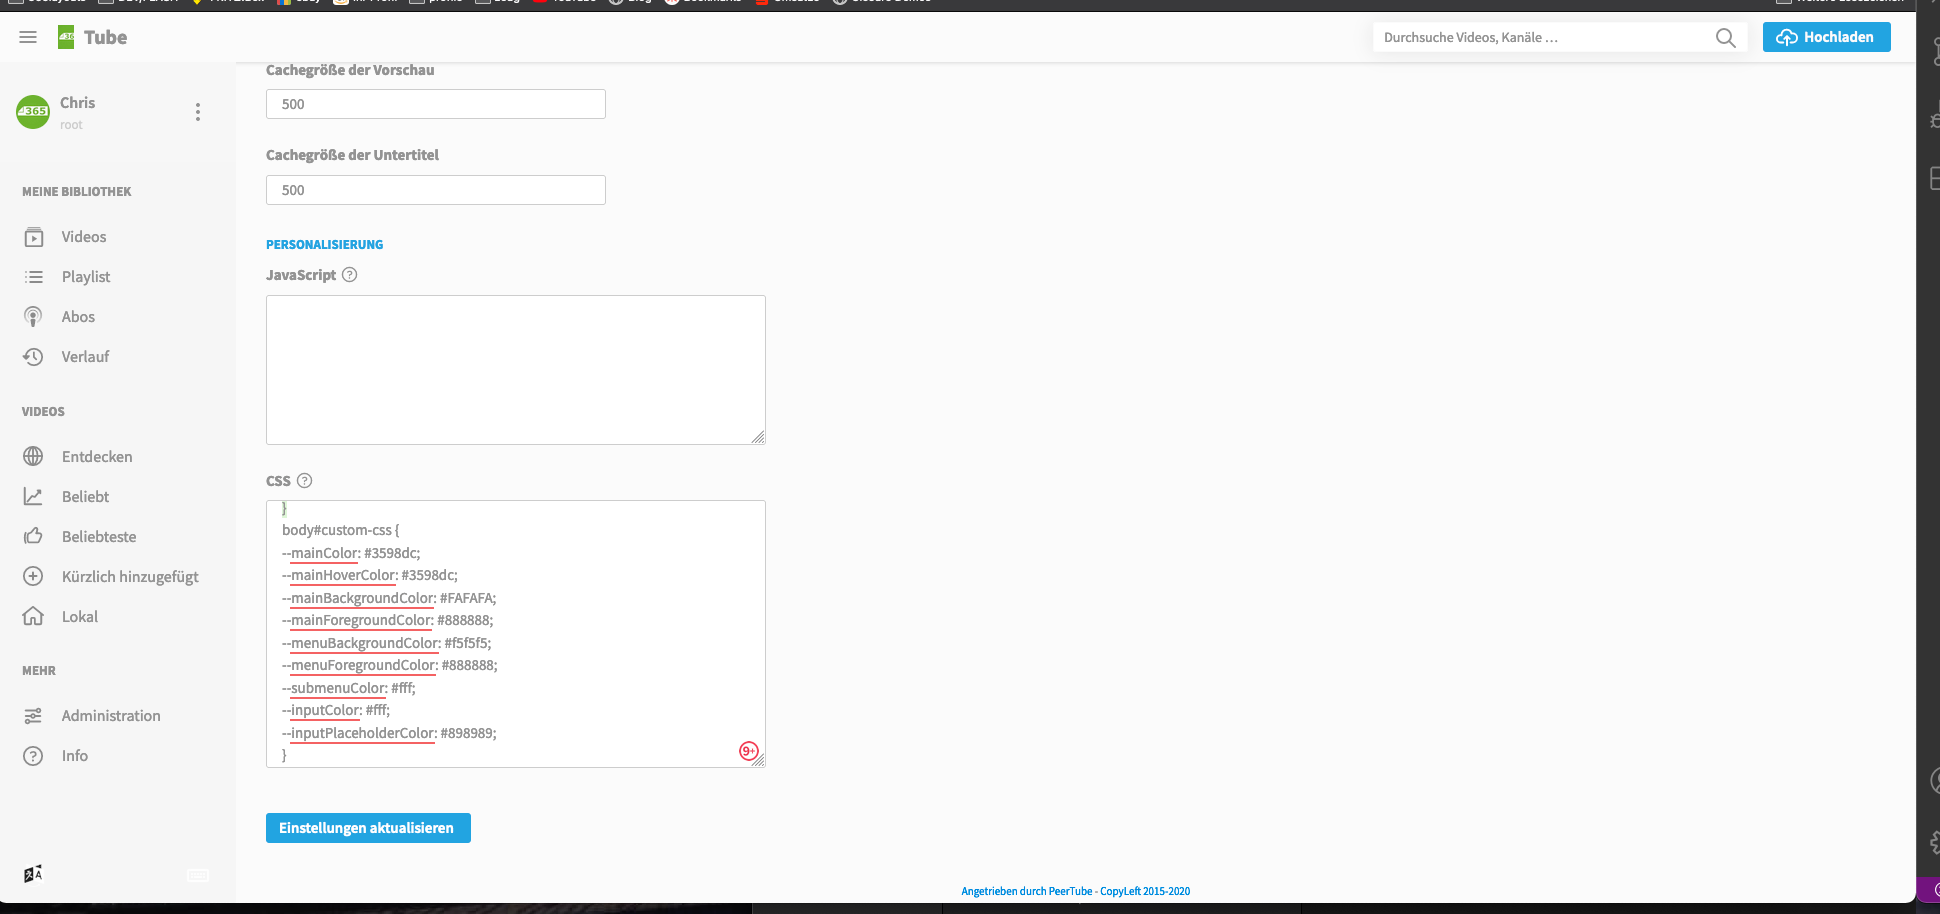 Tube
Durchsuche Videos, Kanäle ...
Hochladen
Chris
root
MEINE BIBLIOTHEK
Videos
Playlist
Abos
Verlauf
VIDEOS
Entdecken
Beliebt
Beliebteste
Kürzlich hinzugefügt
Lokal
MEHR
Administration
Info
Cachegröße der Vorschau
500
Cachegröße der Untertitel
500
PERSONALISIERUNG
JavaScript
CSS
}
body#custom-css {
--mainColor: #3598dc;
--mainHoverColor: #3598dc;
--mainBackgroundColor: #FAFAFA;
--mainForegroundColor: #888888;
--menuBackgroundColor: #f5f5f5;
--menuForegroundColor: #888888;
--submenuColor: #fff;
--inputColor: #fff;
--inputPlaceholderColor: #898989;
}
9+
Einstellungen aktualisieren
Angetrieben durch PeerTube - CopyLeft 2015-2020